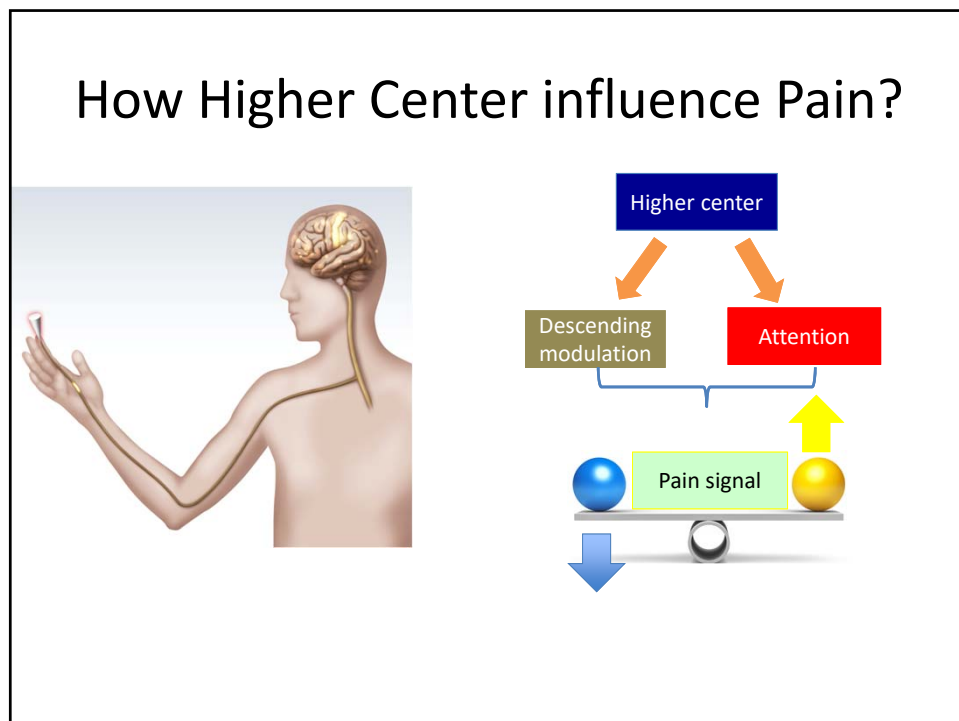 How Higher Center influence Pain?
Higher center
Descending
modulation
Attention
Pain signal